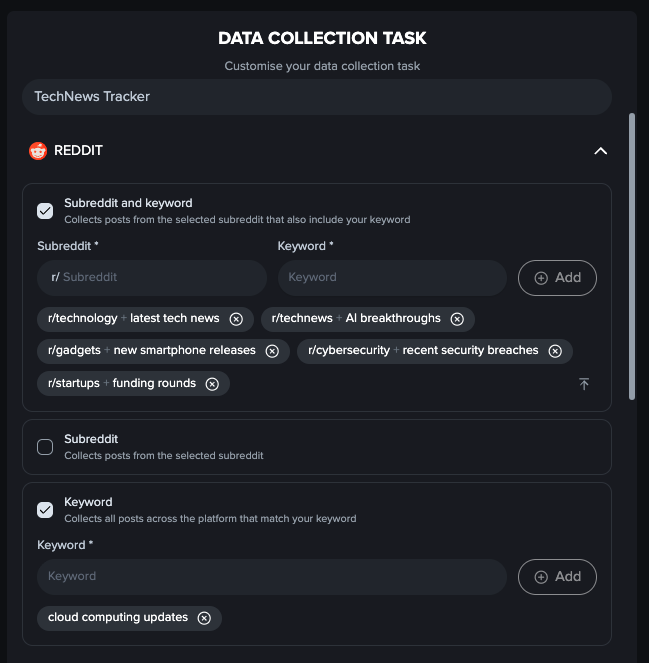 DATA COLLECTION TASK
Customise your data collection task
TechNews Tracker
REDDIT
Subreddit and keyword
Collects posts from the selected subreddit that also include your keyword
Subreddit * Keyword *
r/ Subreddit Keyword Add
r/technology + latest tech news r/technews + AI breakthroughs
r/gadgets + new smartphone releases r/cybersecurity + recent security breaches
r/startups + funding rounds
Subreddit
Collects posts from the selected subreddit
Keyword
Collects all posts across the platform that match your keyword
Keyword *
Keyword Add
cloud computing updates